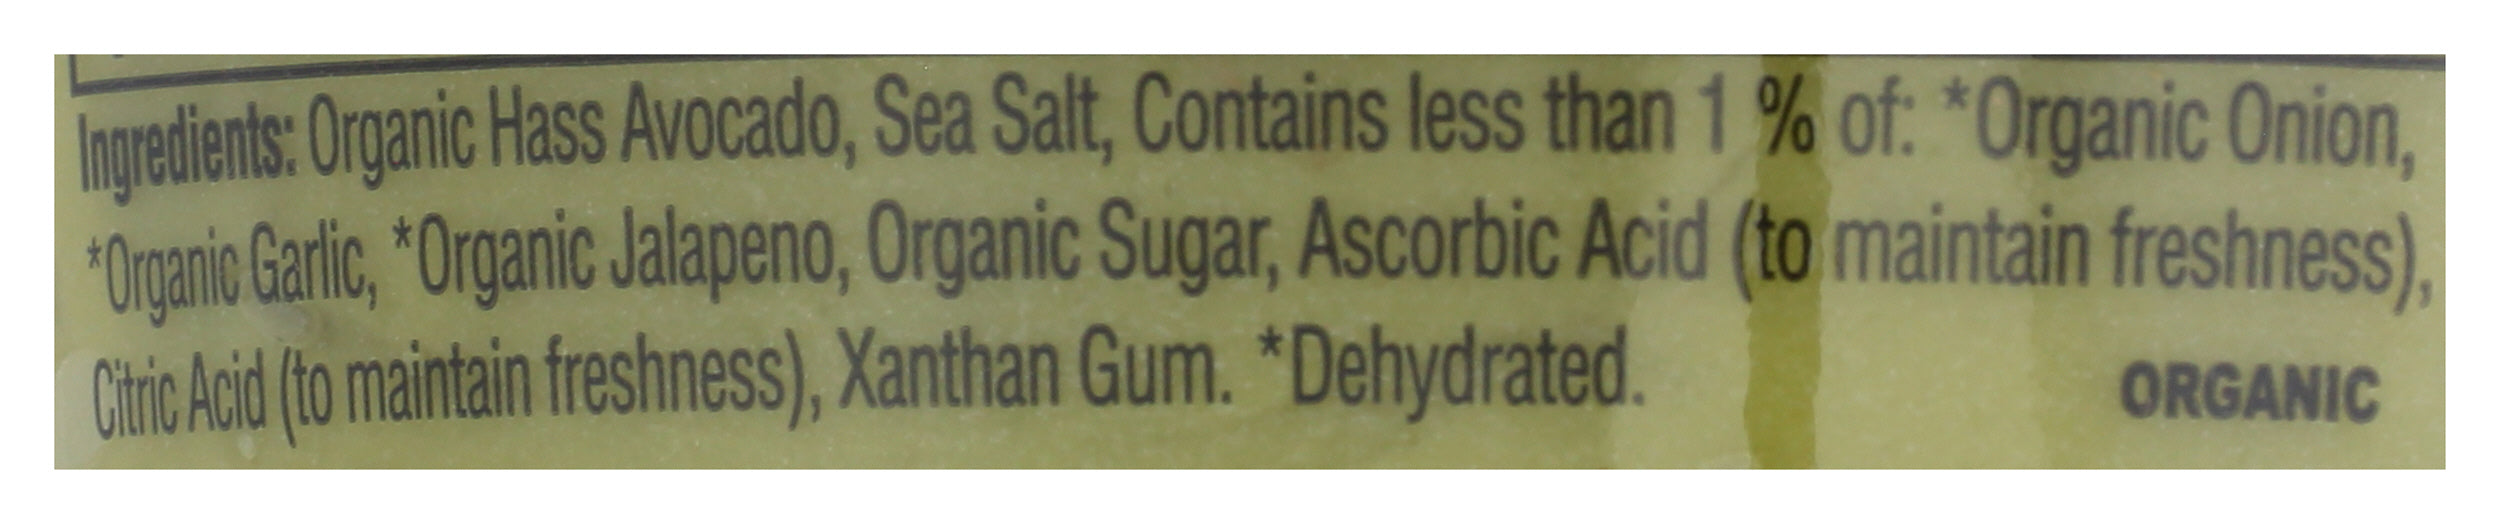 Ingredients: Organic Hass Avocado, Sea Salt, Contains less than 1 % of: *Organic Onion,
*Organic Garlic, *Organic Jalapeno, Organic Sugar, Ascorbic Acid (to maintain freshness),
Citric Acid (to maintain freshness), Xanthan Gum. *Dehydrated.
ORGANIC